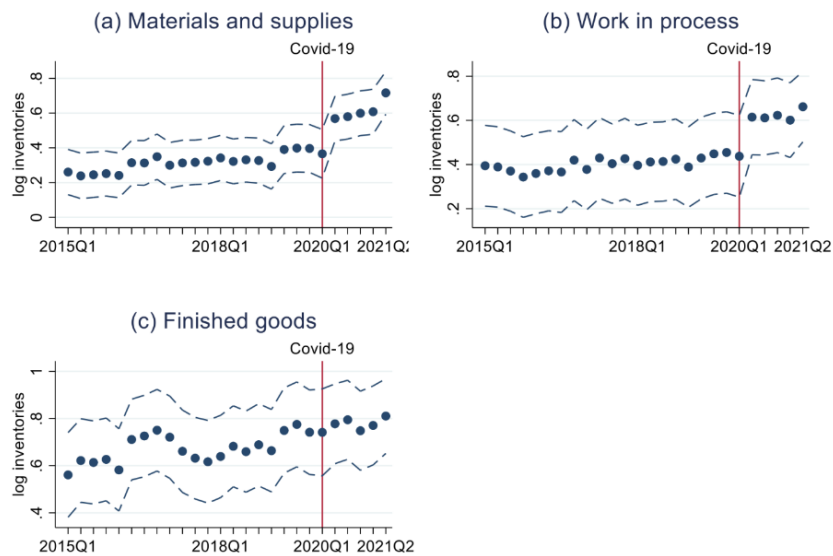 (a) Materials and supplies
Covid-19
log inventories
.8
.6
.4
.2
0
2015Q1 2018Q1 2020Q1 2021Q2
(b) Work in process
Covid-19
log inventories
.8
.6
.4
.2
2015Q1 2018Q1 2020Q1 2021Q2
(c) Finished goods
Covid-19
log inventories
1
.8
.6
.4
2015Q1 2018Q1 2020Q1 2021Q2